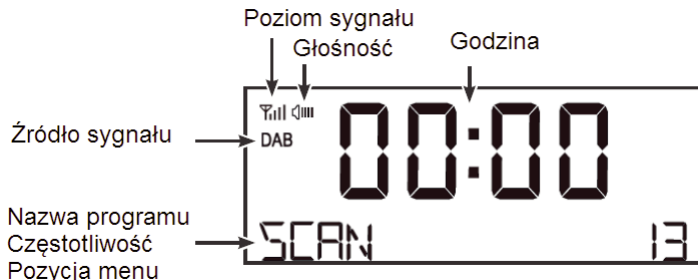 Poziom sygnału
Głośność
Godzina
00:00
Źródło sygnału
DAB
Nazwa programu
Częstotliwość
Pozycja menu
SCAN 13